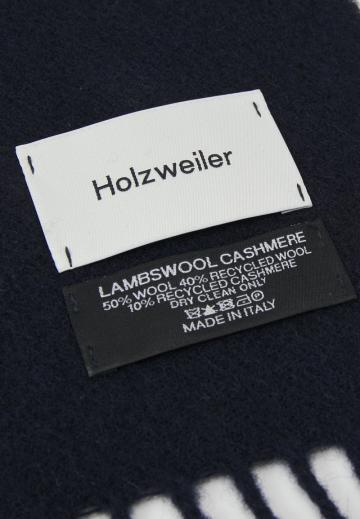 Holzweiler
LAMBSWOOL CASHMERE
50% WOOL 40% RECYCLED WOOL
10% RECYCLED CASHMERE
DRY CLEAN ONLY
MADE IN ITALY